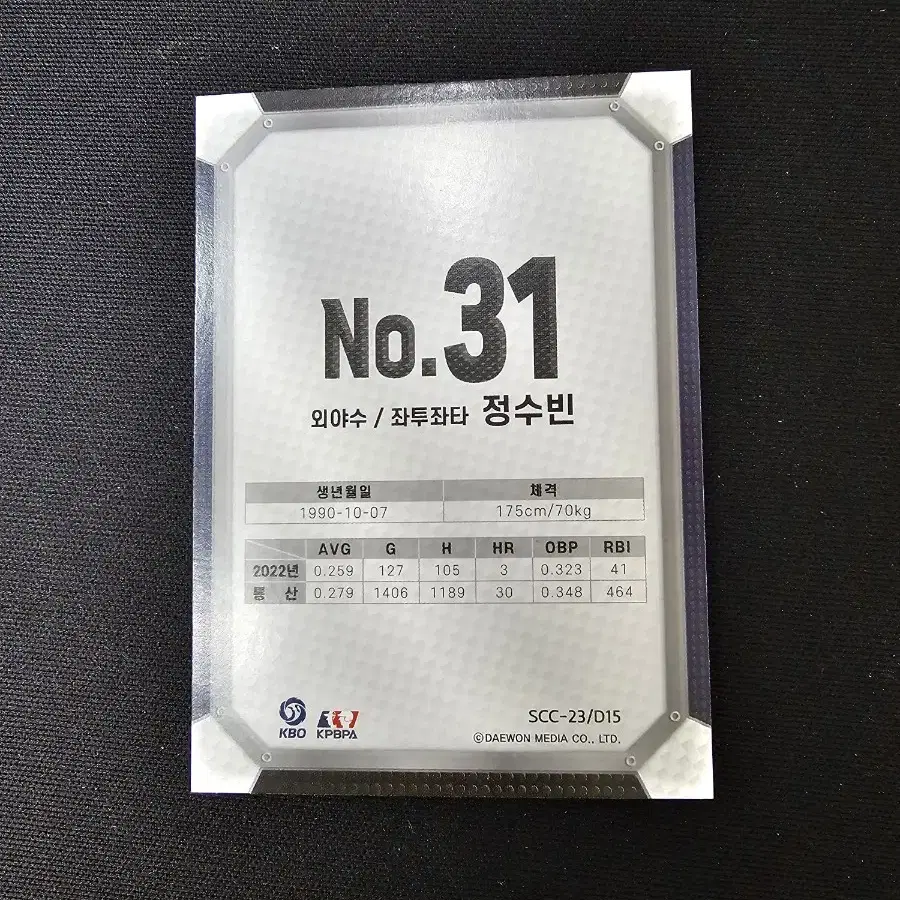 No.31
외야수 / 좌투좌타 정수빈
생년월일 체격
1990-10-07 175cm/70kg
AVG G H HR OBP RBI
2022년 0.259 127 105 3 0.323 41
통 산 0.279 1406 1189 30 0.348 464
KBO KPBPA
SCC-23/D15
©DAEWON MEDIA CO., LTD.